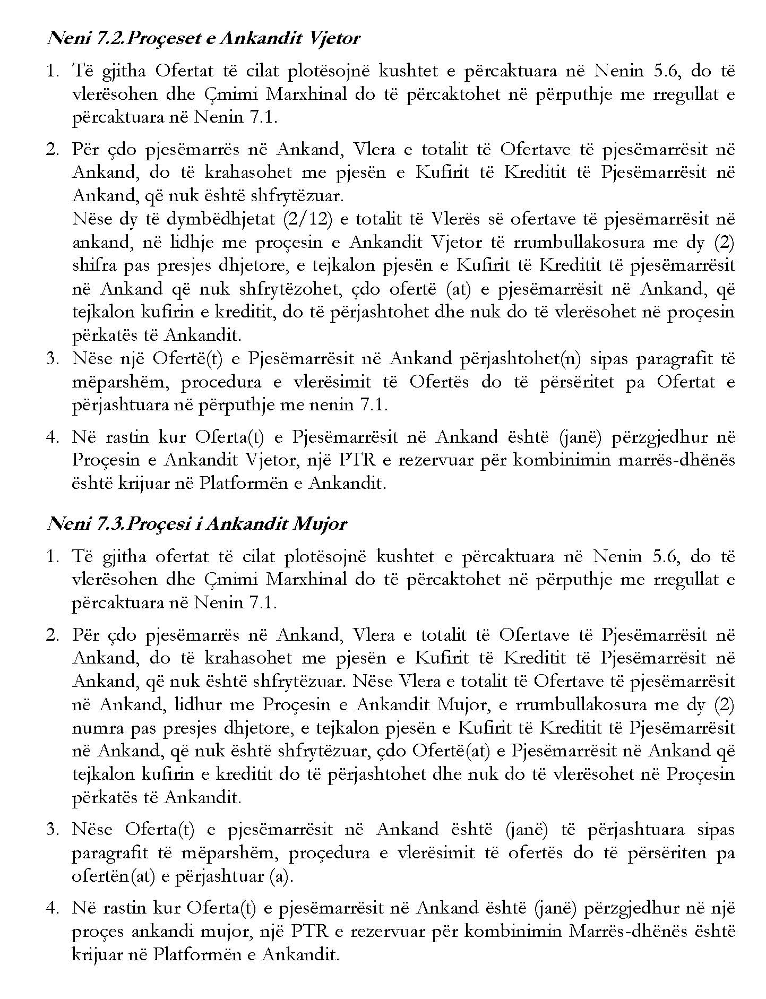 Neni 7.2. Proçeset e Ankandit Vjetor
1. Të gjitha Ofertat të cilat plotësojnë kushtet e përcaktuara në Nenin 5.6, do të
vlerësohen dhe Çmimi Marxhinal do të përcaktohet në përputhje me rregullat e
përcaktuara në Nenin 7.1.
2. Për çdo pjesëmarrës në Ankand, Vlera e totalit të Ofertave të pjesëmarrësit në
Ankand, do të krahasohet me pjesën e Kufirit të Kreditit të Pjesëmarrësit në
Ankand, që nuk është shfrytëzuar.
Nëse dy të dymbëdhjetat (2/12) e totalit të Vlerës së ofertave të pjesëmarrësit në
ankand, në lidhje me proçesin e Ankandit Vjetor të rrumbullakosura me dy (2)
shifra pas presjes dhjetore, e tejkalon pjesën e Kufirit të Kreditit të pjesëmarrësit
në Ankand që nuk shfrytëzohet, çdo ofertë (at) e pjesëmarrësit në Ankand, që
tejkalon kufirin e kreditit, do të përjashtohet dhe nuk do të vlerësohet në proçesin
përkatës të Ankandit.
3. Nëse një Ofertë(t) e Pjesëmarrësit në Ankand përjashtohet(n) sipas paragrafit të
mëparshëm, procedura e vlerësimit të Ofertës do të përsëritet pa Ofertat e
përjashtuara në përputhje me nenin 7.1.
4. Në rastin kur Oferta(t) e Pjesëmarrësit në Ankand është (janë) përzgjedhur në
Proçesin e Ankandit Vjetor, një PTR e rezervuar për kombinimin marrës-dhënës
është krijuar në Platformën e Ankandit.
Neni 7.3. Proçesi i Ankandit Mujor
1. Të gjitha ofertat të cilat plotësojnë kushtet e përcaktuara në Nenin 5.6, do të
vlerësohen dhe Çmimi Marxhinal do të përcaktohet në përputhje me rregullat e
përcaktuara në Nenin 7.1.
2. Për çdo pjesëmarrës në Ankand, Vlera e totalit të Ofertave të Pjesëmarrësit në
Ankand, do të krahasohet me pjesën e Kufirit të Kreditit të Pjesëmarrësit në
Ankand, që nuk është shfrytëzuar. Nëse Vlera e totalit të Ofertave të pjesëmarrësit
në Ankand, lidhur me Proçesin e Ankandit Mujor, e rrumbullakosura me dy (2)
numra pas presjes dhjetore, e tejkalon pjesën e Kufirit të Kreditit të Pjesëmarrësit
në Ankand, që nuk është shfrytëzuar, çdo Ofertë(at) e Pjesëmarrësit në Ankand që
tejkalon kufirin e kreditit do të përjashtohet dhe nuk do të vlerësohet në Proçesin
përkatës të Ankandit.
3. Nëse Oferta(t) e pjesëmarrësit në Ankand është (janë) të përjashtuara sipas
paragrafit të mëparshëm, proçedura e vlerësimit të ofertës do të përsëriten pa
ofertën(at) e përjashtuar (a).
4. Në rastin kur Oferta(t) e pjesëmarrësit në Ankand është (janë) përzgjedhur në një
proçes ankandi mujor, një PTR e rezervuar për kombinimin Marrës-dhënës është
krijuar në Platformën e Ankandit.